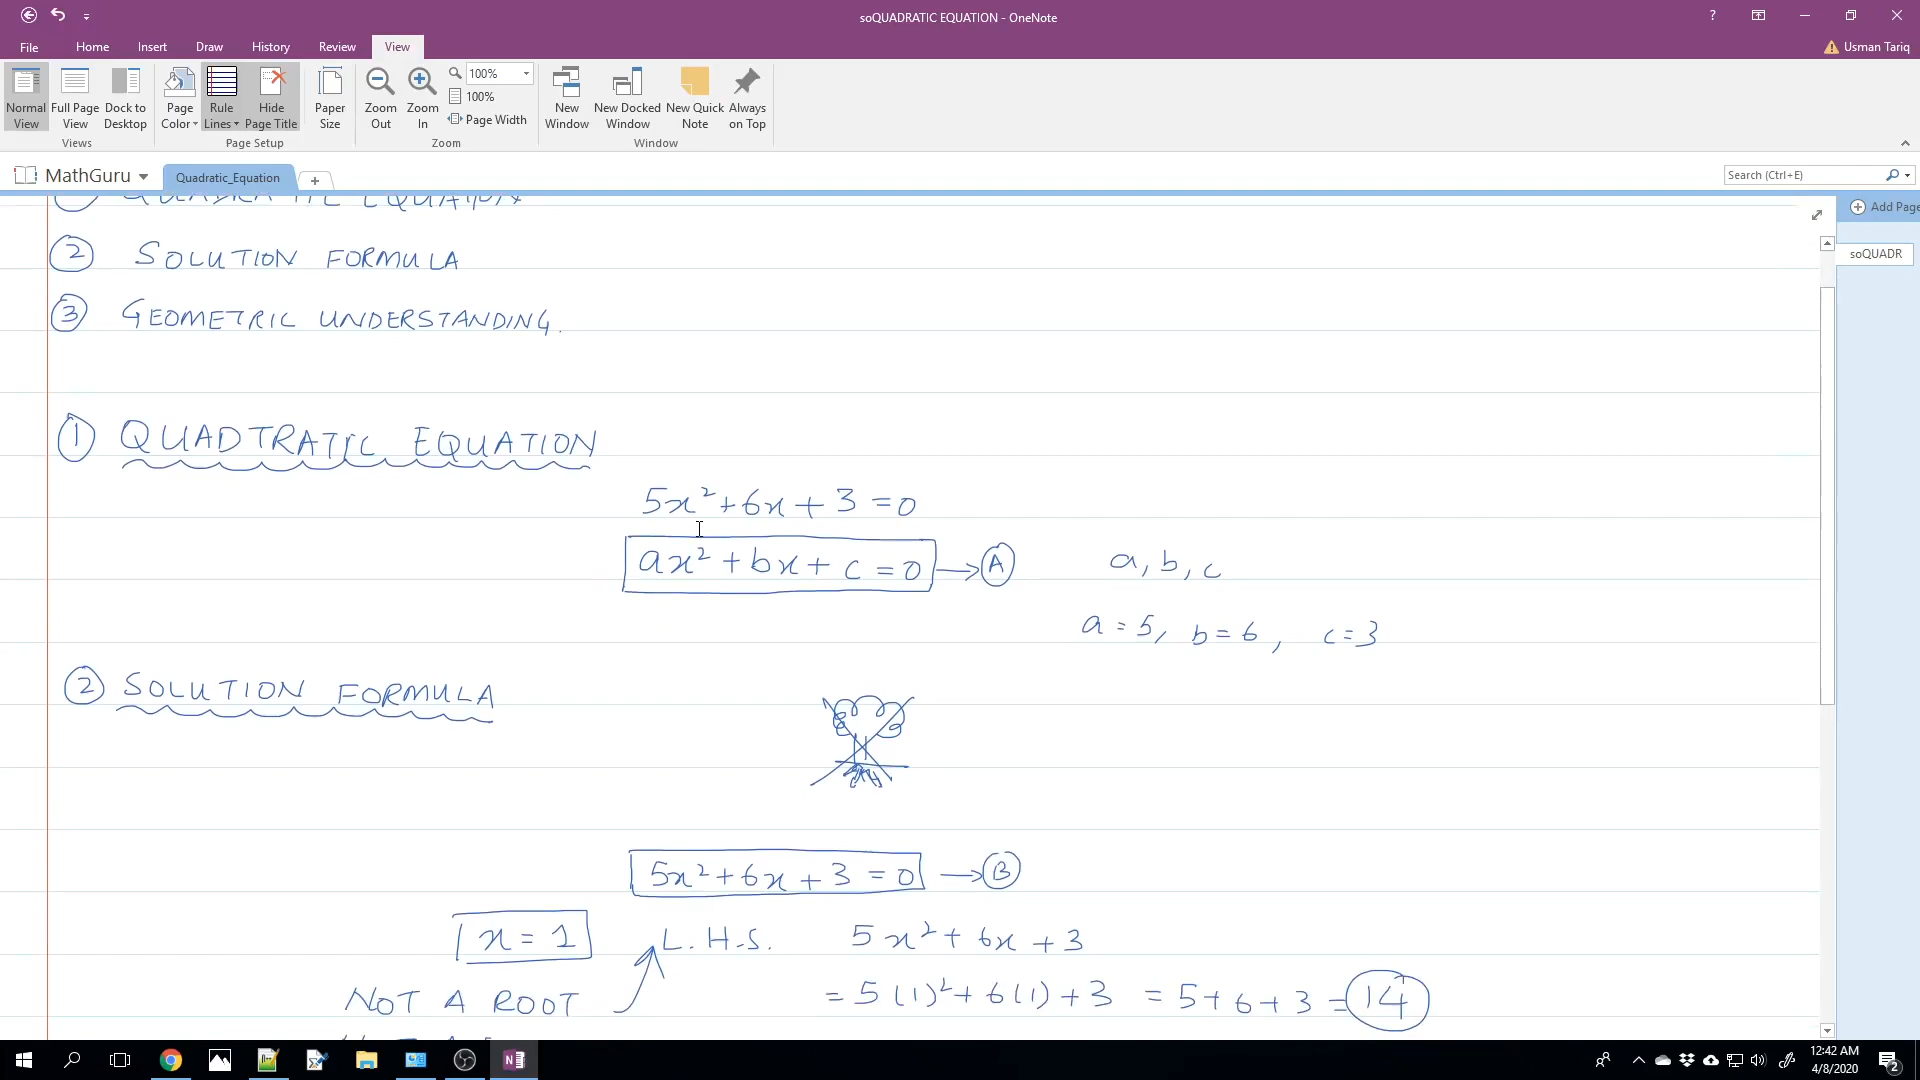 soQUADRATIC EQUATION - OneNote
?
File Home Insert Draw History Review View
Usman Tariq
Normal View
Full Page View
Dock to Desktop
Page Color
Rule Lines
Hide Page Title
Paper Size
Zoom Out
Zoom In
100%
100%
Page Width
New Window
New Docked Window
New Quick Note
Always on Top
Views
Page Setup
Zoom
Window
MathGuru
Quadratic_Equation
Search (Ctrl+E)
Add Page
soQUADR
EQUATION
② SOLUTION FORMULA
③ GEOMETRIC UNDERSTANDING.
① QUADTRATIC EQUATION
5x²+6x+3=0
ax²+bx+c=0 → Ⓐ a, b, c
a=5, b=6, c=3
② SOLUTION FORMULA
5x²+6x+3=0 → Ⓑ
x=1 L.H.S. 5x²+6x+3
NOT A ROOT =5(1)²+6(1)+3 =5+6+3=14
12:42 AM
4/8/2020
2